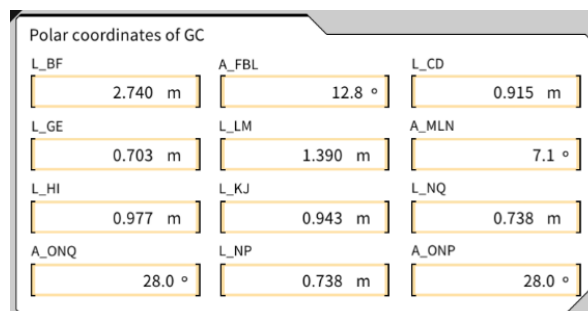 Polar coordinates of GC
L_BF A_FBL L_CD
2.740 m 12.8 º 0.915 m
L_GE L_LM A_MLN
0.703 m 1.390 m 7.1 º
L_HI L_KJ L_NQ
0.977 m 0.943 m 0.738 m
A_ONQ L_NP A_ONP
28.0 º 0.738 m 28.0 º